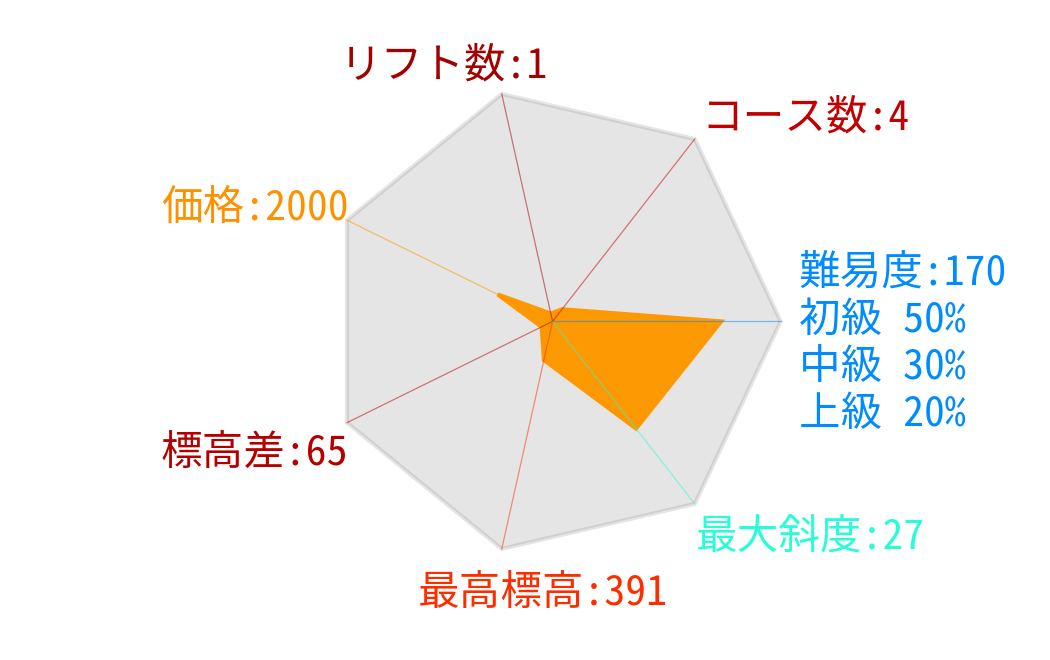 リフト数:1
コース数:4
価格:2000
難易度:170
初級 50%
中級 30%
上級 20%
標高差:65
最大斜度:27
最高標高:391